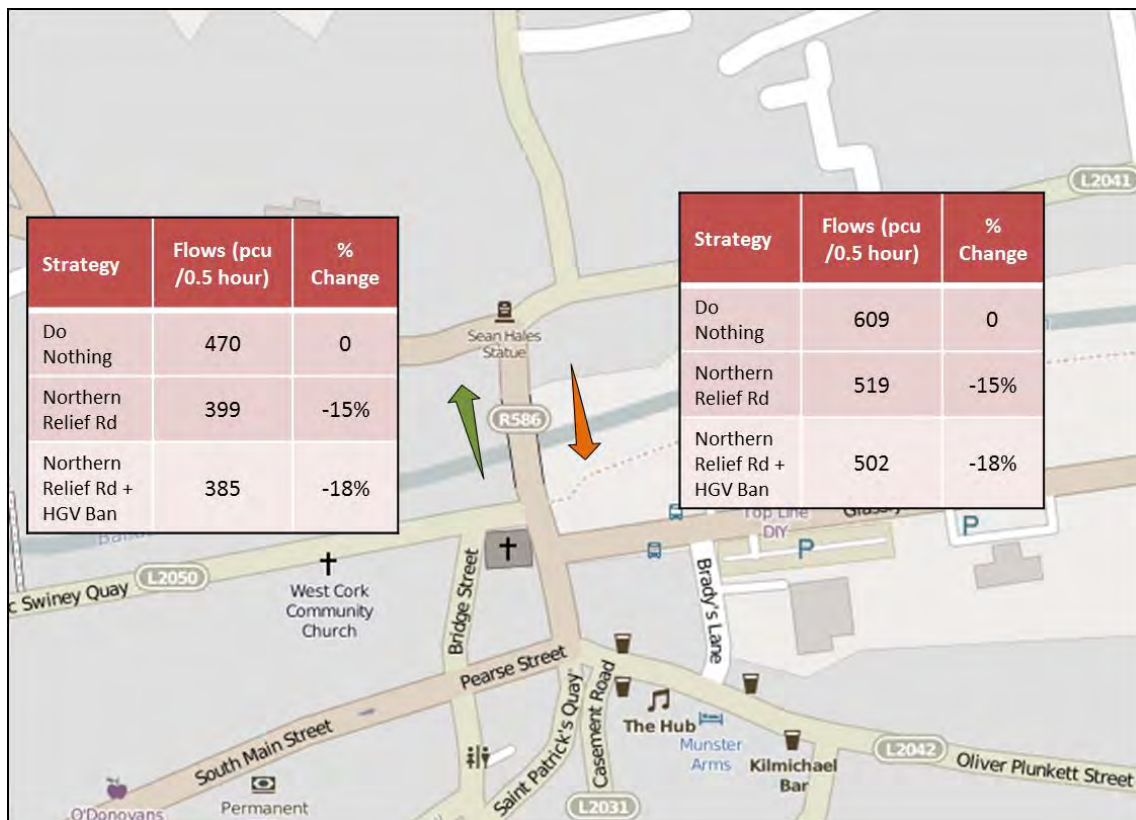 L2041
Strategy
Flows (pcu
/0.5 hour)
%
Change
Do
Nothing
470
0
Northern
Relief Rd
399
-15%
Northern
Relief Rd +
HGV Ban
385
-18%
Strategy
Flows (pcu
/0.5 hour)
%
Change
Do
Nothing
609
0
Northern
Relief Rd
519
-15%
Northern
Relief Rd +
HGV Ban
502
-18%
Sean Hales
Statue
R586
Top Line
DIY
P
P
L2050
c Swiney Quay
West Cork
Community
Church
Bridge Street
Brady's Lane
Pearse Street
South Main Street
Saint Patrick's Quay
Casement Road
The Hub
Munster
Arms
Kilmichael
Bar
L2042
Oliver Plunkett Street
L2031
O'Donovans
Permanent